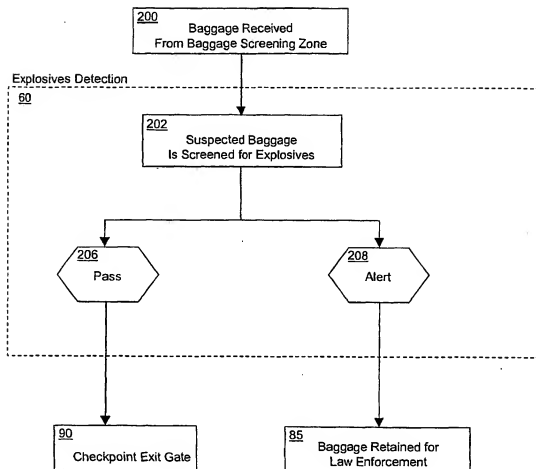 200
Baggage Received
From Baggage Screening Zone
Explosives Detection
60
202
Suspected Baggage
Is Screened for Explosives
206
Pass
208
Alert
90
Checkpoint Exit Gate
85
Baggage Retained for
Law Enforcement